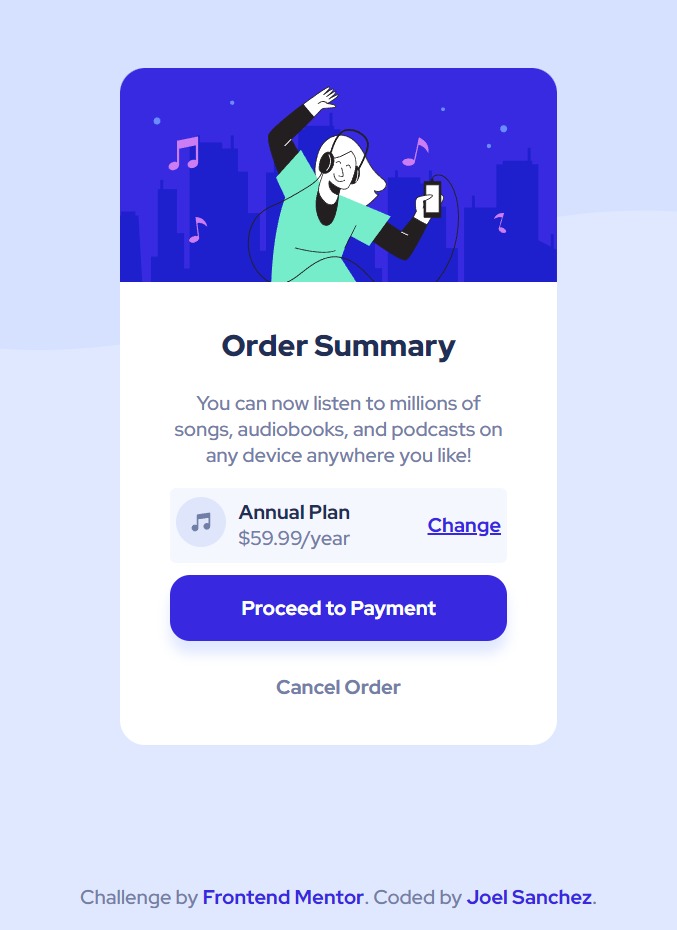 Order Summary
You can now listen to millions of
songs, audiobooks, and podcasts on
any device anywhere you like!
Annual Plan
$59.99/year
Change
Proceed to Payment
Cancel Order
Challenge by Frontend Mentor. Coded by Joel Sanchez.